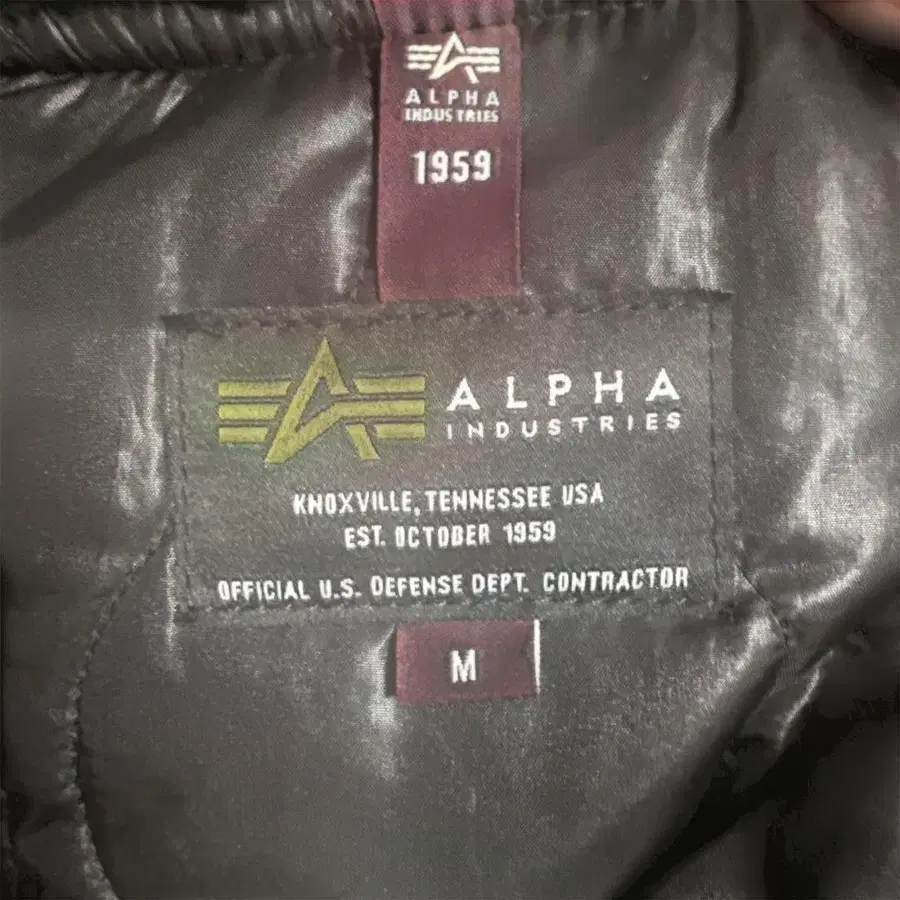 ALPHA
INDUSTRIES
1959
ALPHA
INDUSTRIES
KNOXVILLE, TENNESSEE USA
EST. OCTOBER 1959
OFFICIAL U.S. DEFENSE DEPT. CONTRACTOR
M